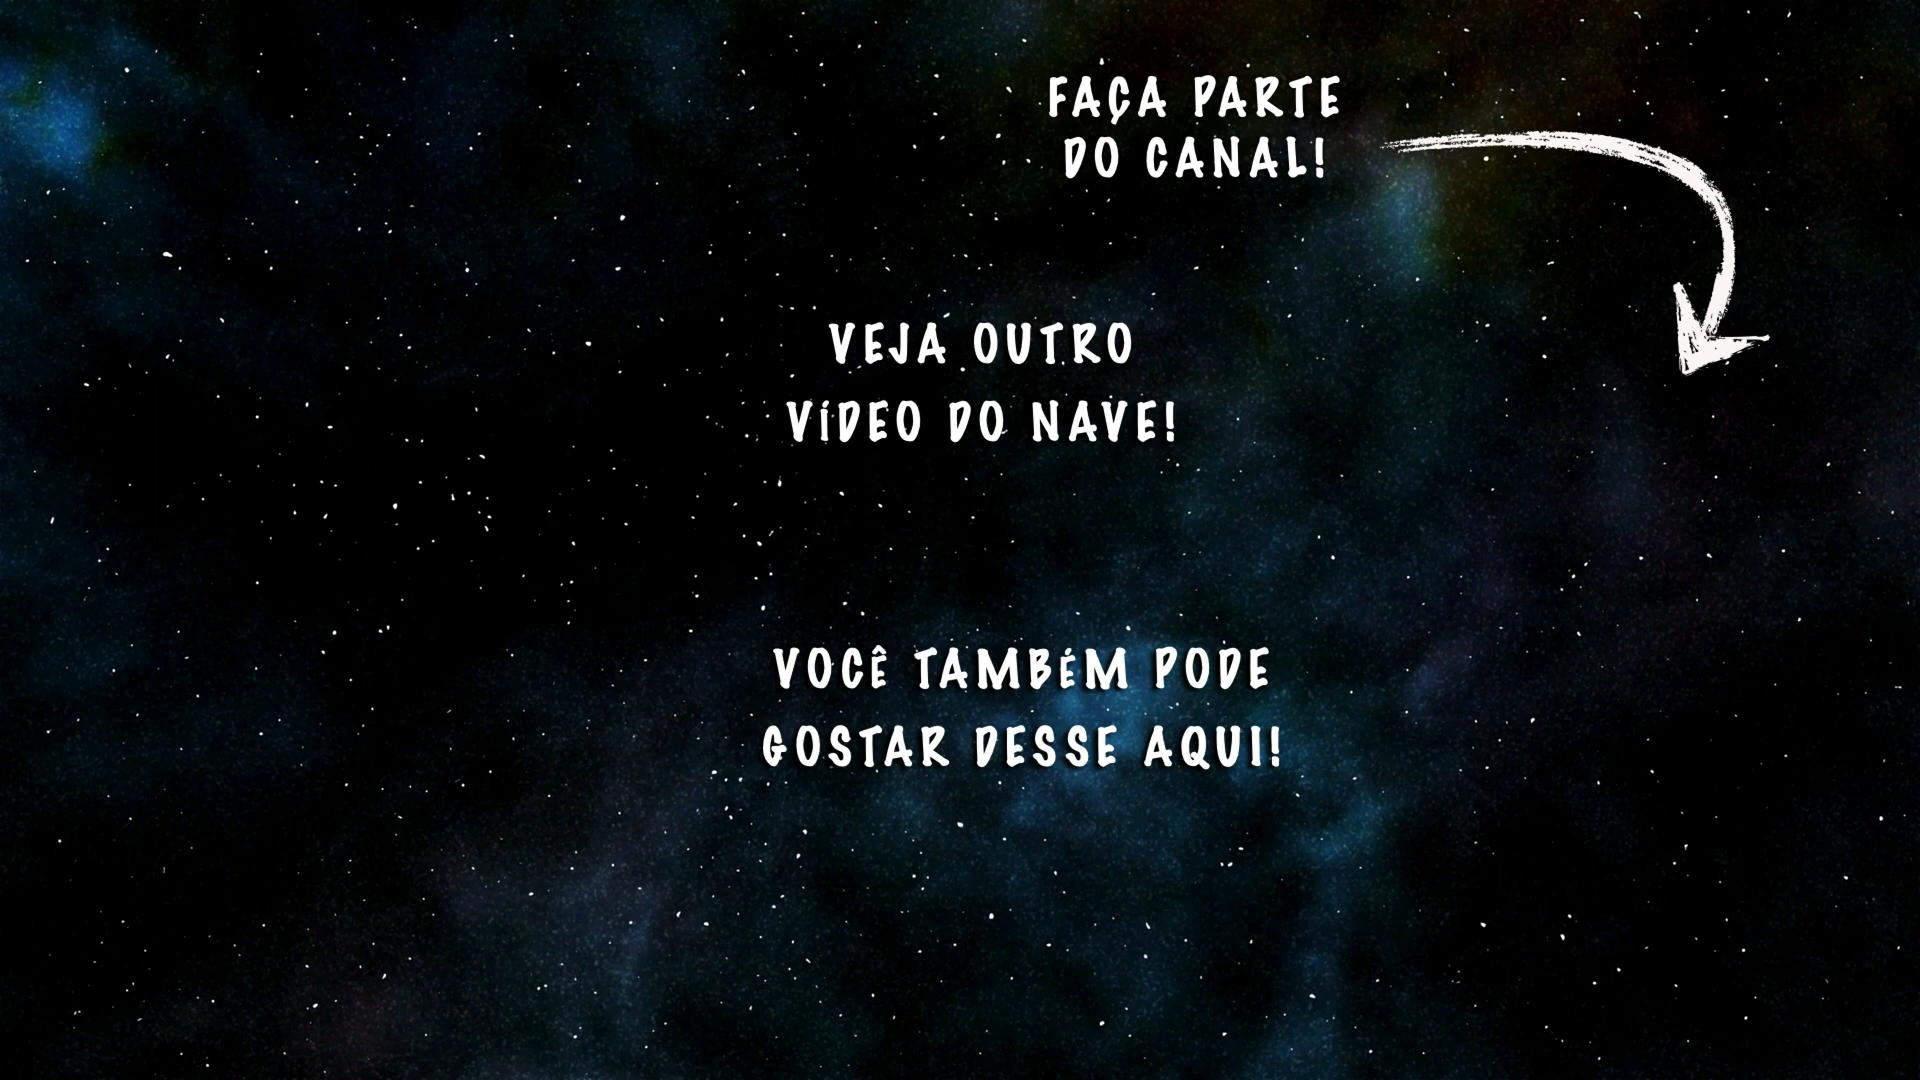 FAÇA PARTE
DO CANAL!
VEJA OUTRO
VÍDEO DO NAVE!
VOCÊ TAMBÉM PODE
GOSTAR DESSE AQUI!